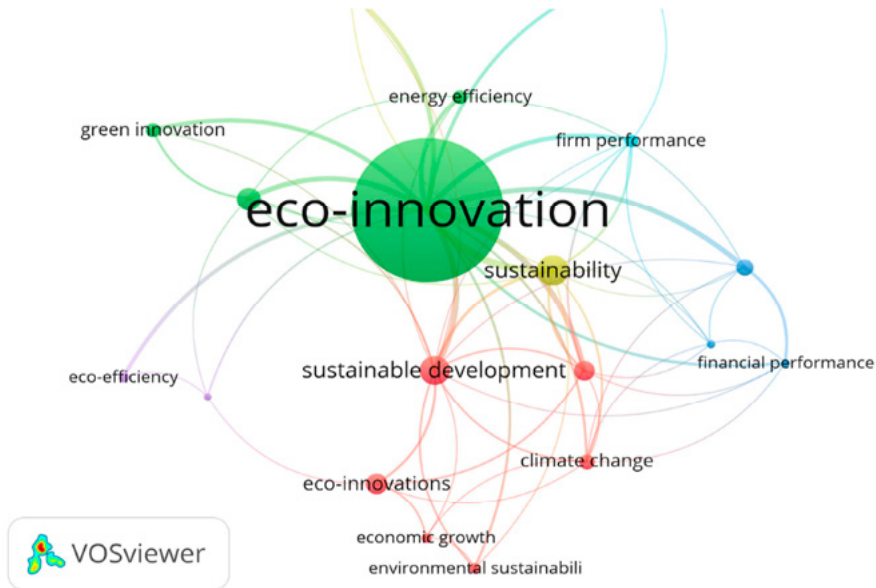 energy efficiency
green innovation
firm performance
eco-innovation
sustainability
financial performance
sustainable development
eco-efficiency
climate change
eco-innovations
economic growth
environmental sustainabili
VOSviewer